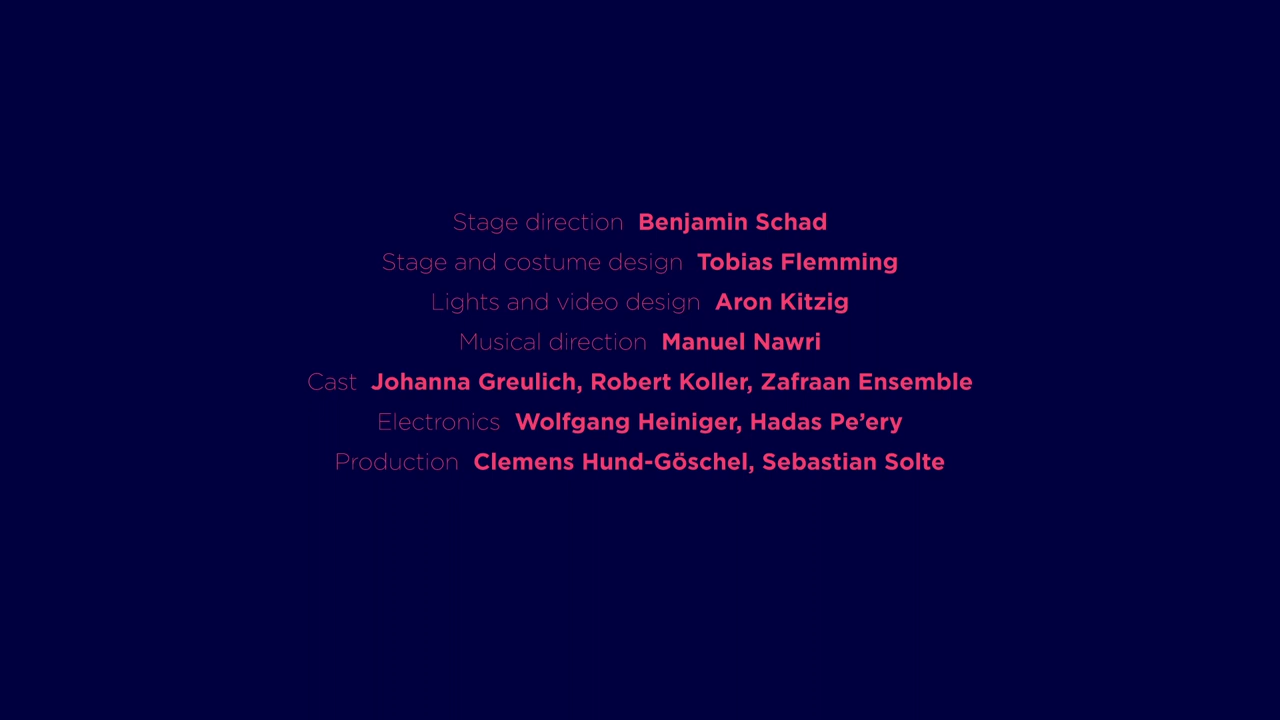 Stage direction Benjamin Schad
Stage and costume design Tobias Flemming
Lights and video design Aron Kitzig
Musical direction Manuel Nawri
Cast Johanna Greulich, Robert Koller, Zafraan Ensemble
Electronics Wolfgang Heiniger, Hadas Pe’ery
Production Clemens Hund-Göschel, Sebastian Solte